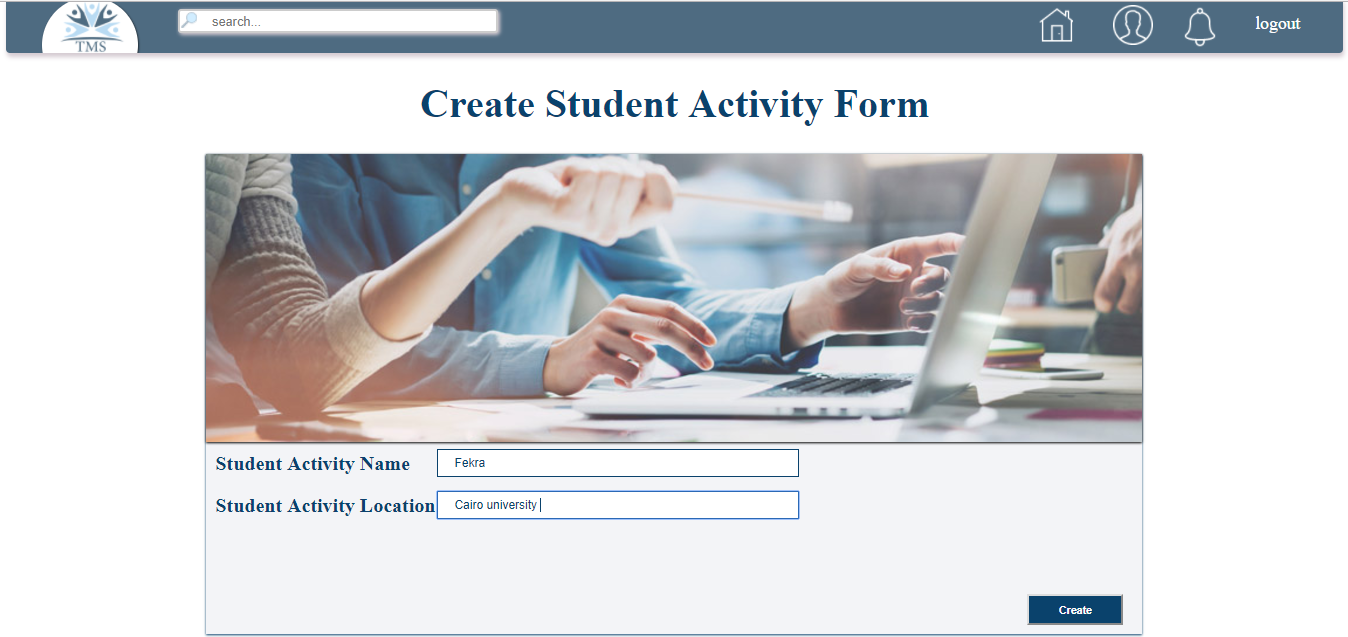 TMS
search...
logout
Create Student Activity Form
Student Activity Name
Fekra
Student Activity Location
Cairo university
Create